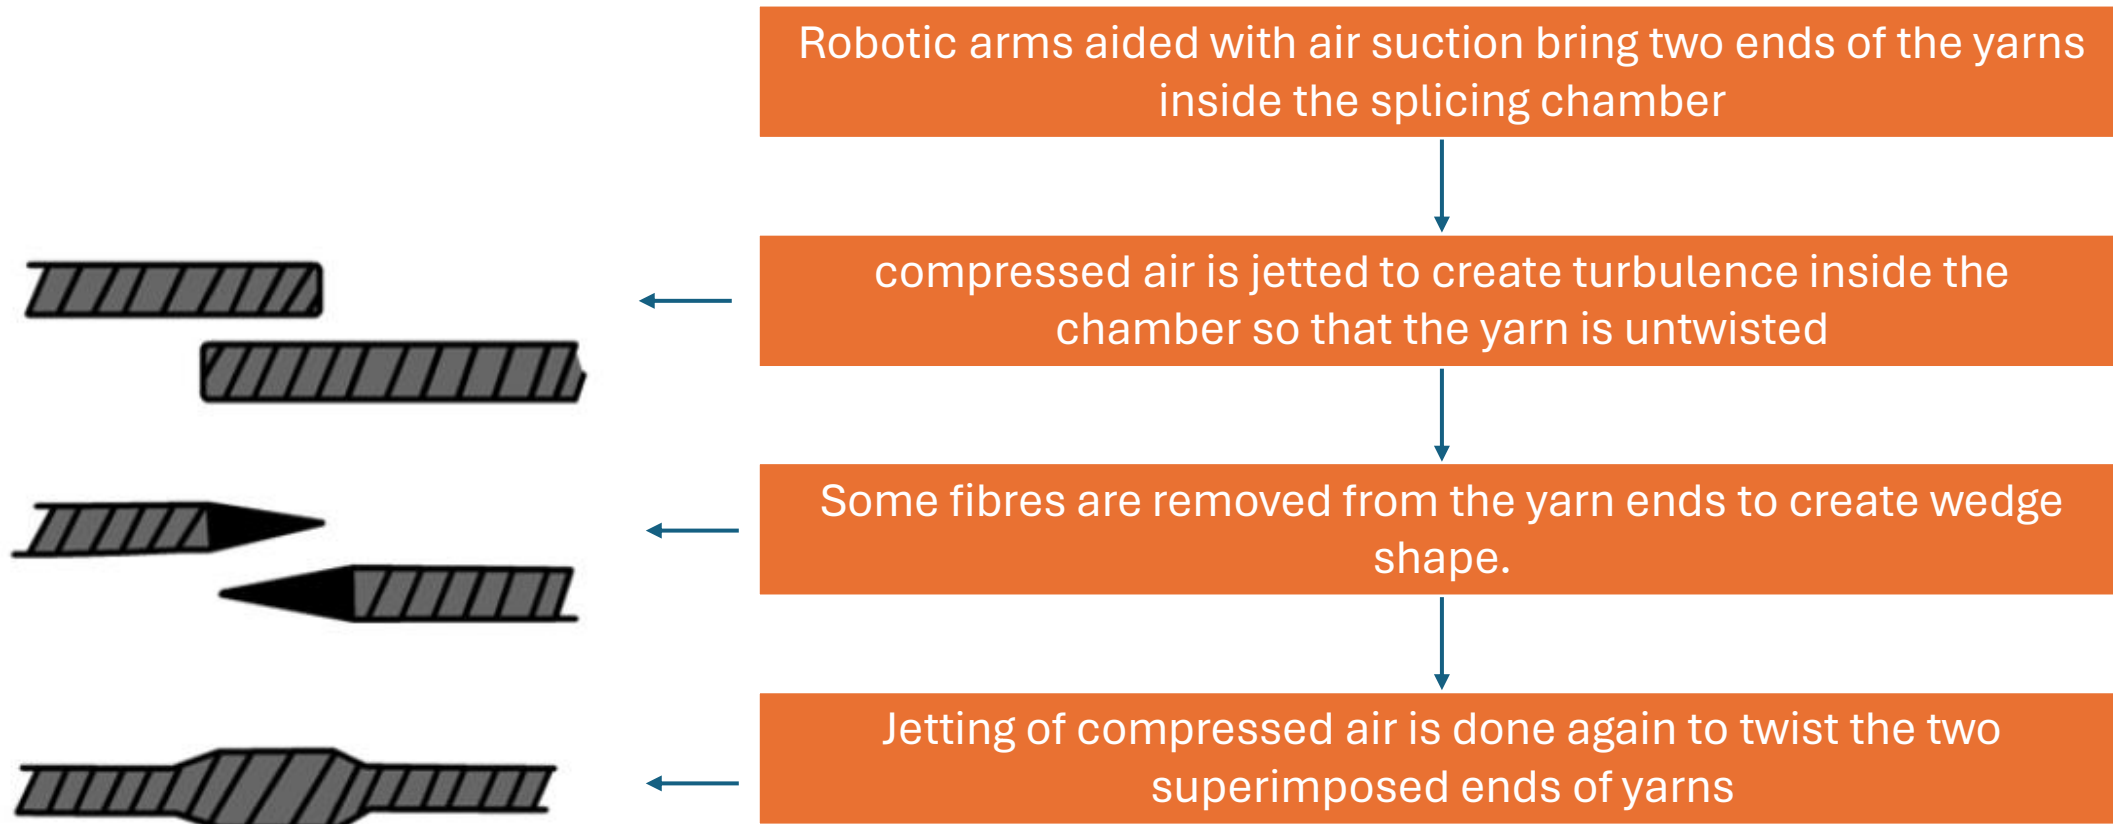 Robotic arms aided with air suction bring two ends of the yarns
inside the splicing chamber
compressed air is jetted to create turbulence inside the
chamber so that the yarn is untwisted
Some fibres are removed from the yarn ends to create wedge
shape.
Jetting of compressed air is done again to twist the two
superimposed ends of yarns